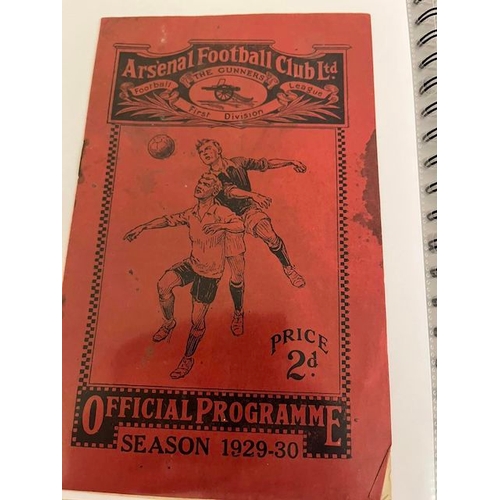 Arsenal Football Club Ltd.
THE GUNNERS
Football League
First Division
PRICE
2d.
OFFICIAL PROGRAMME
SEASON 1929-30